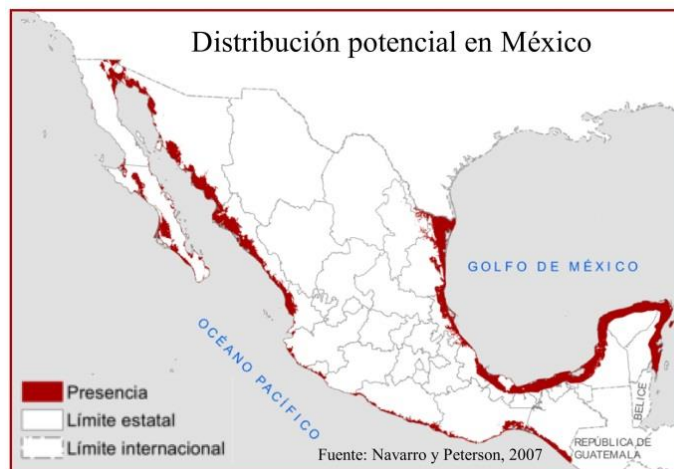 Distribución potencial en México
GOLFO DE MÉXICO
OCÉANO PACÍFICO
BELICE
Presencia
Límite estatal
Límite internacional
REPÚBLICA DE
GUATEMALA
Fuente: Navarro y Peterson, 2007